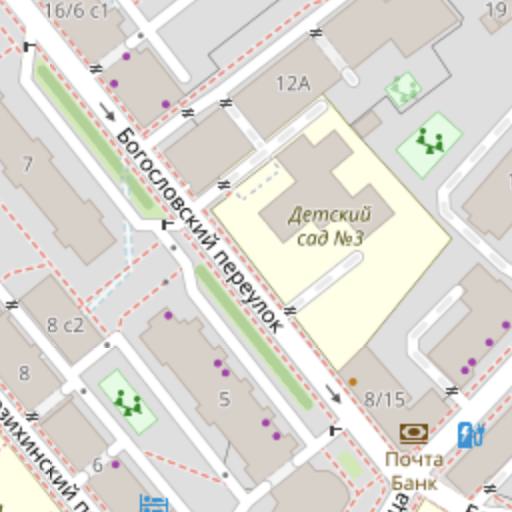 16/6 с1
19
12А
7
Богословский переулок
Детский
сад №3
8 с2
8
5
8/15
6
Почта
Банк